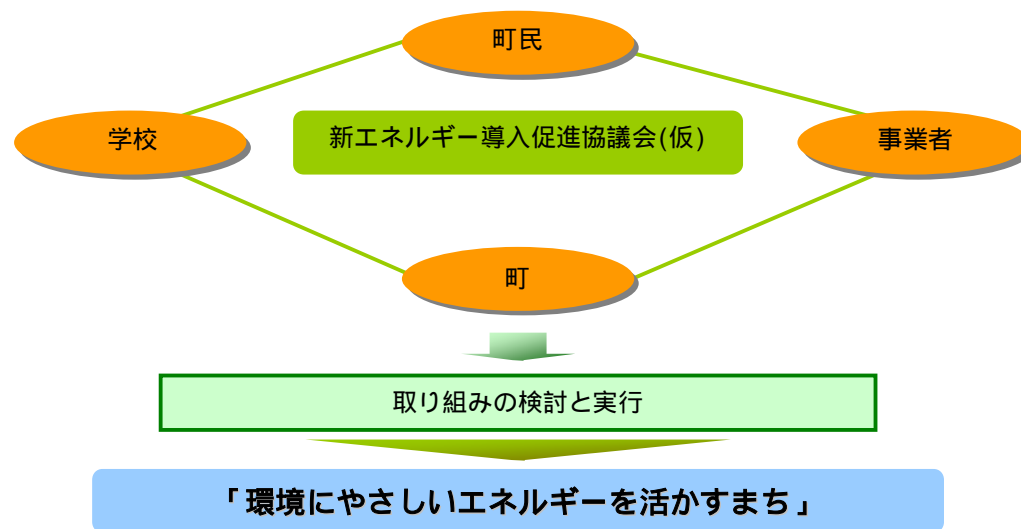 町民
学校
新エネルギー導入促進協議会(仮)
事業者
町
取り組みの検討と実行
「環境にやさしいエネルギーを活かすまち」